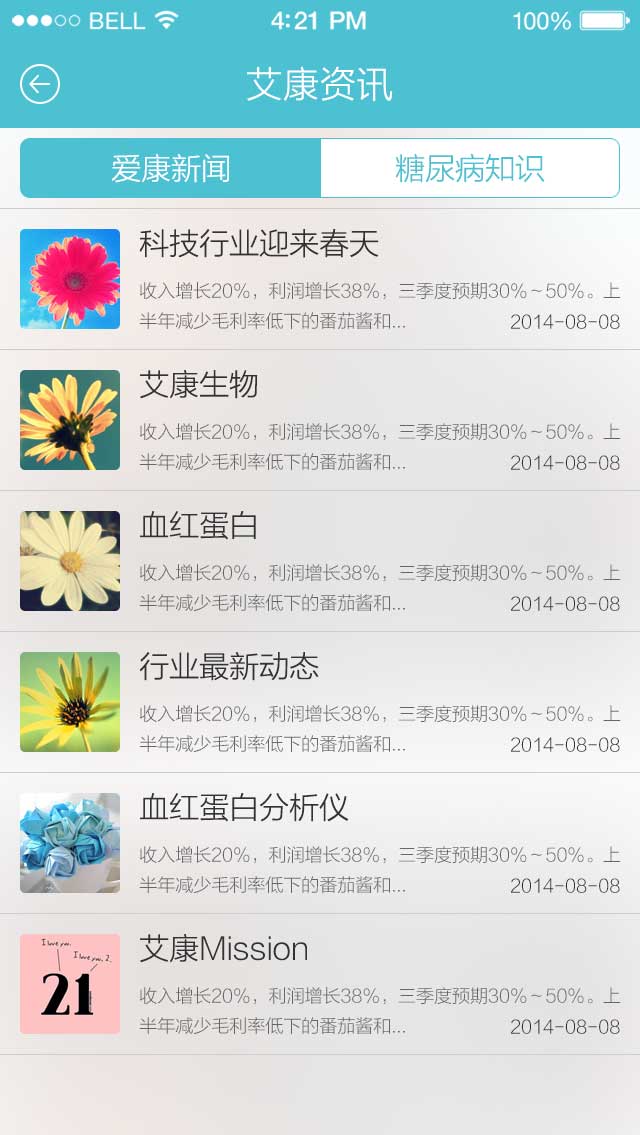 BELL 4:21 PM 100%
艾康资讯
爱康新闻 糖尿病知识
科技行业迎来春天
收入增长20%，利润增长38%，三季度预期30%～50%。上
半年减少毛利率低下的番茄酱和... 2014-08-08
艾康生物
收入增长20%，利润增长38%，三季度预期30%～50%。上
半年减少毛利率低下的番茄酱和... 2014-08-08
血红蛋白
收入增长20%，利润增长38%，三季度预期30%～50%。上
半年减少毛利率低下的番茄酱和... 2014-08-08
行业最新动态
收入增长20%，利润增长38%，三季度预期30%～50%。上
半年减少毛利率低下的番茄酱和... 2014-08-08
血红蛋白分析仪
收入增长20%，利润增长38%，三季度预期30%～50%。上
半年减少毛利率低下的番茄酱和... 2014-08-08
I love you.
I love you, 2.
21
艾康Mission
收入增长20%，利润增长38%，三季度预期30%～50%。上
半年减少毛利率低下的番茄酱和... 2014-08-08